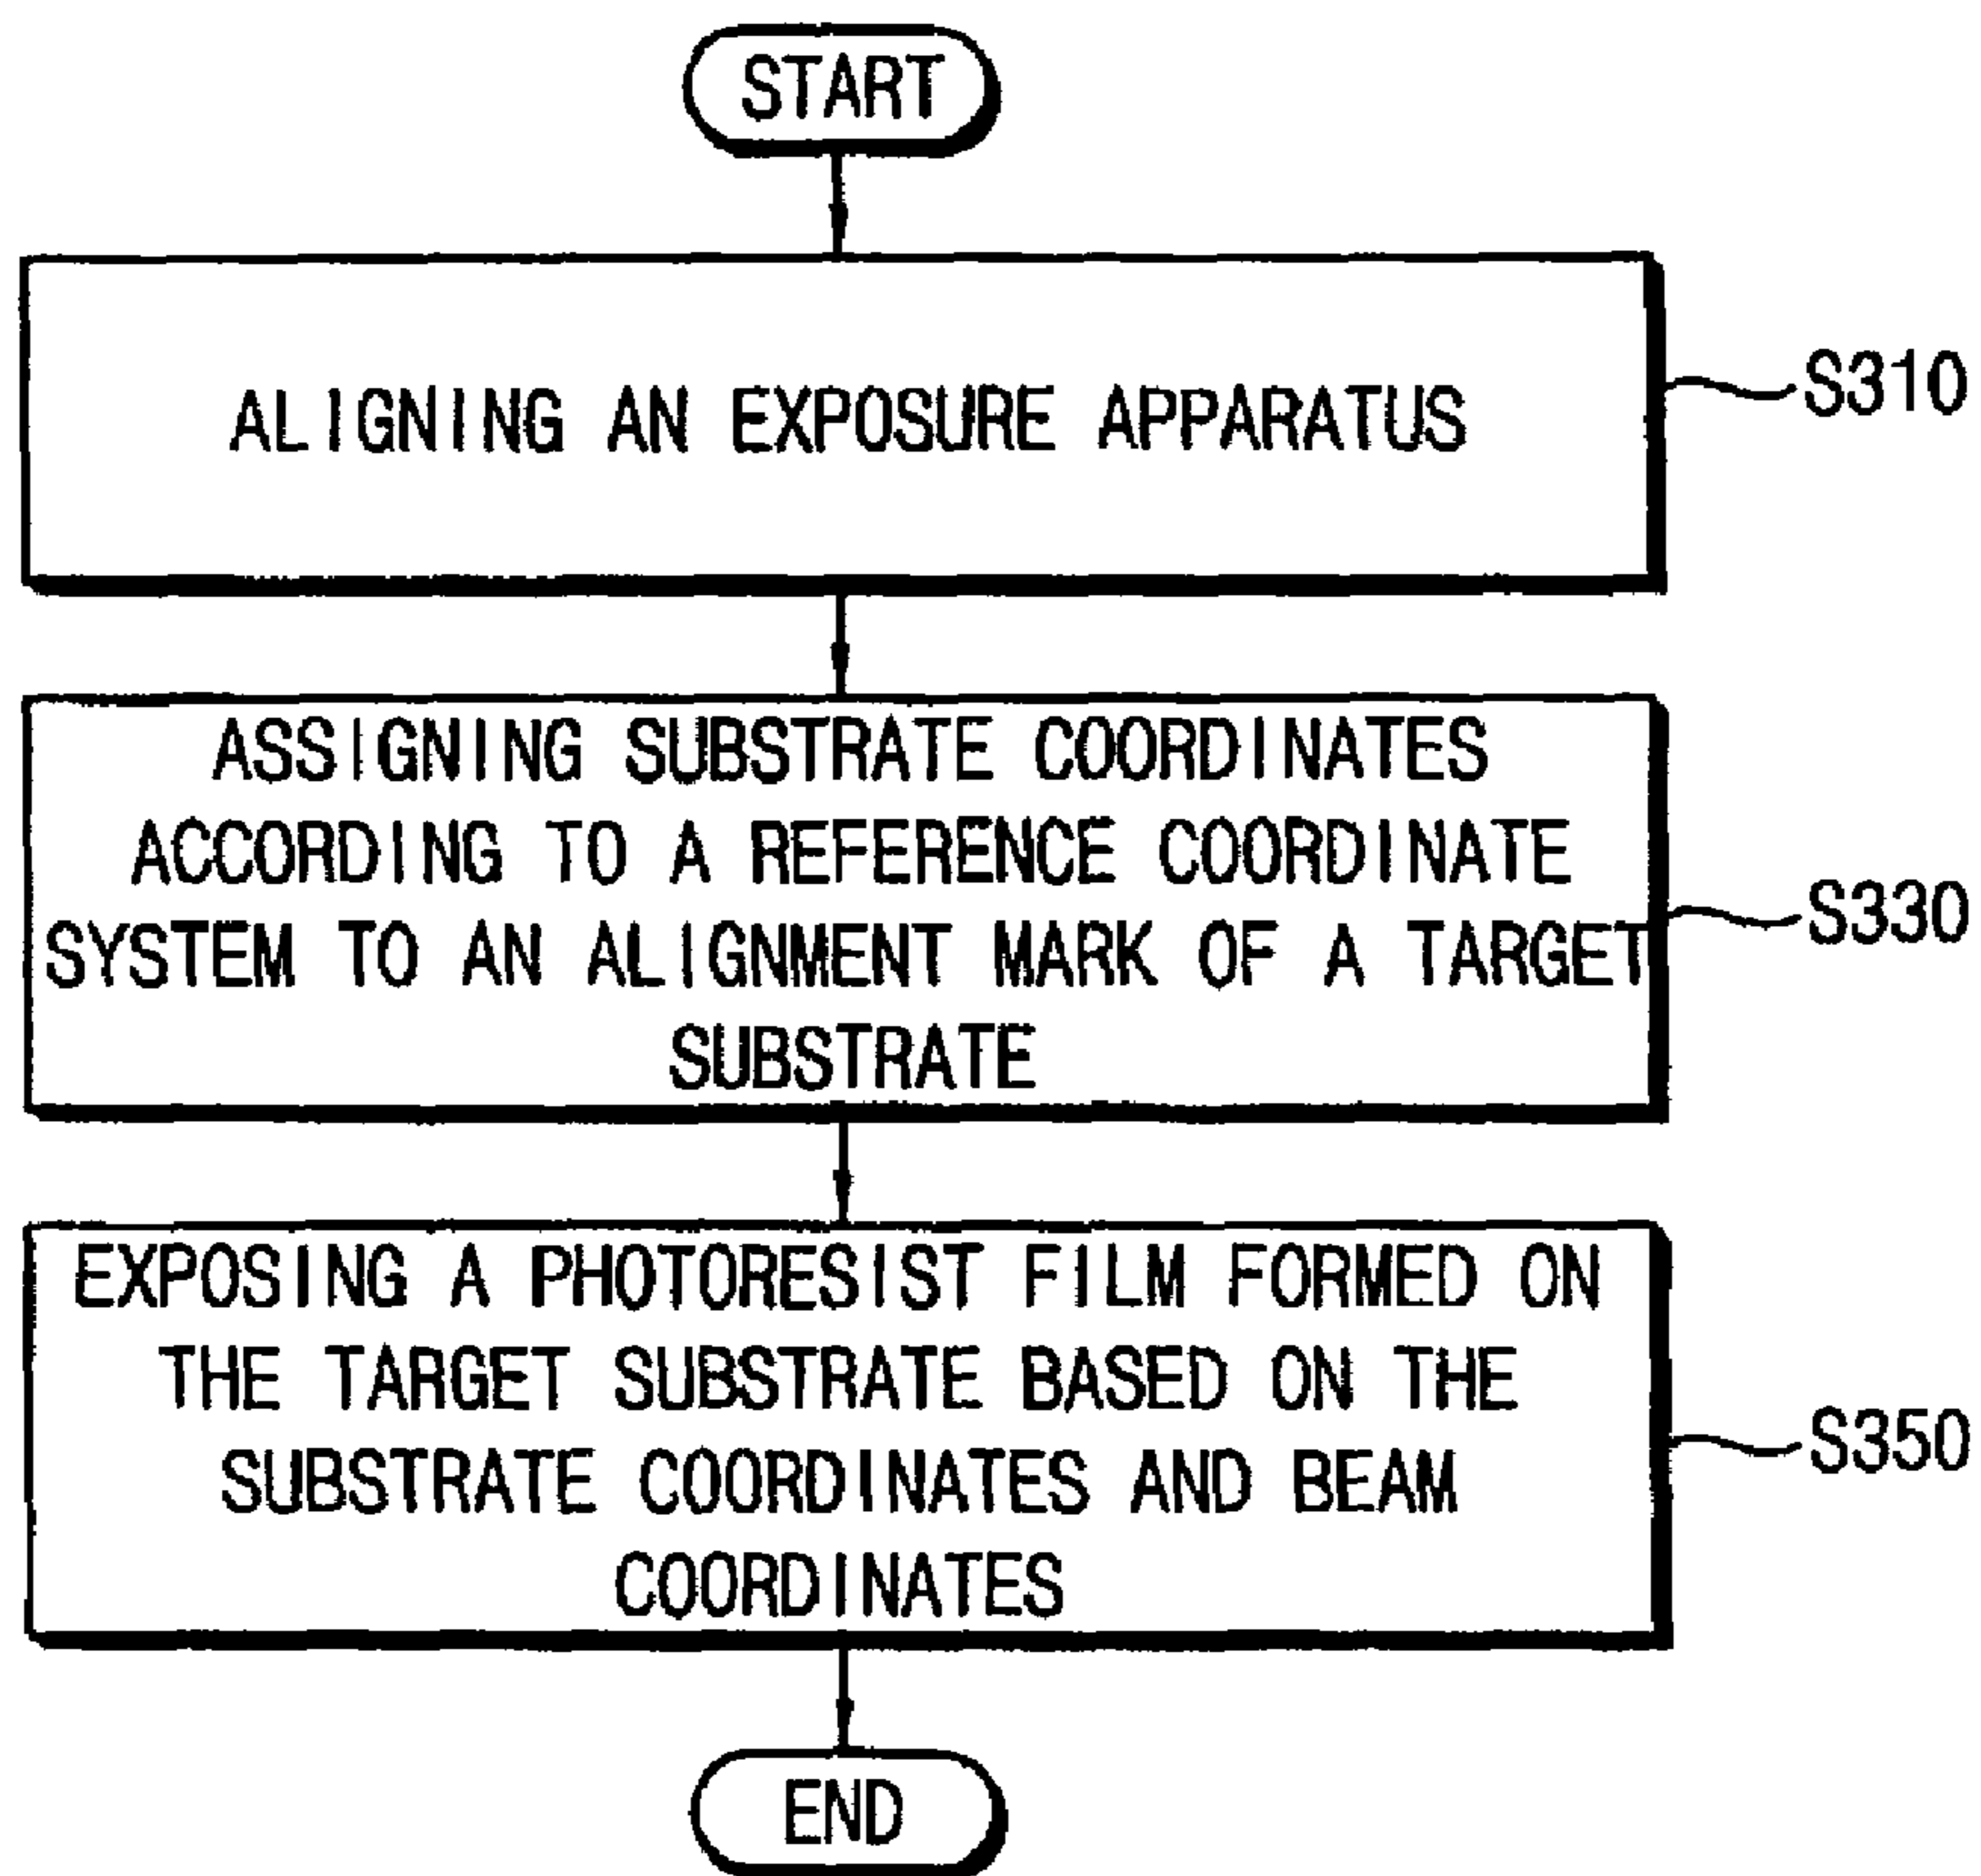 START
ALIGNING AN EXPOSURE APPARATUS
S310
ASSIGNING SUBSTRATE COORDINATES
ACCORDING TO A REFERENCE COORDINATE
SYSTEM TO AN ALIGNMENT MARK OF A TARGET
SUBSTRATE
S330
EXPOSING A PHOTORESIST FILM FORMED ON
THE TARGET SUBSTRATE BASED ON THE
SUBSTRATE COORDINATES AND BEAM
COORDINATES
S350
END